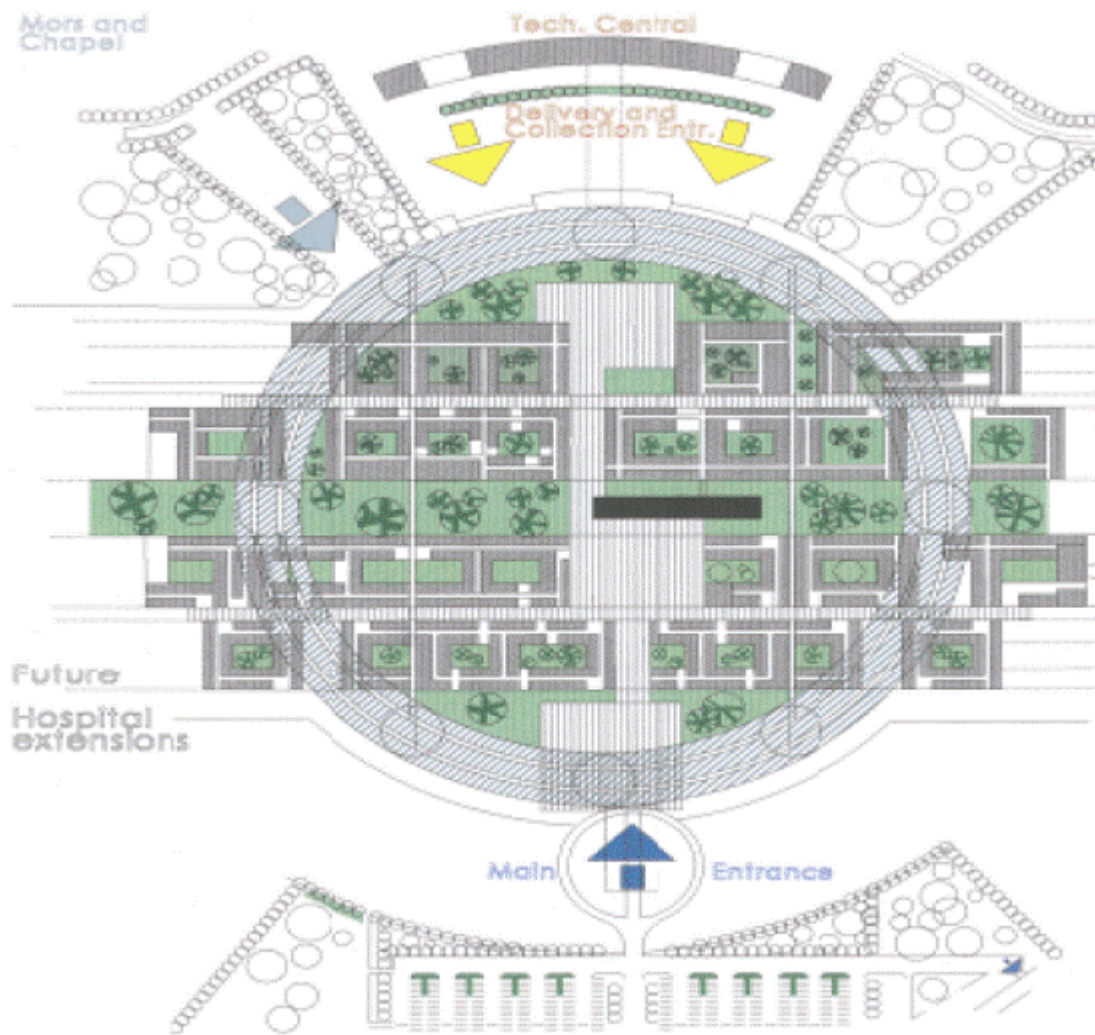 Mors and
Chapel
Tech. Central
Delivery and
Collection Entr.
Future
Hospital
extensions
Main
Entrance